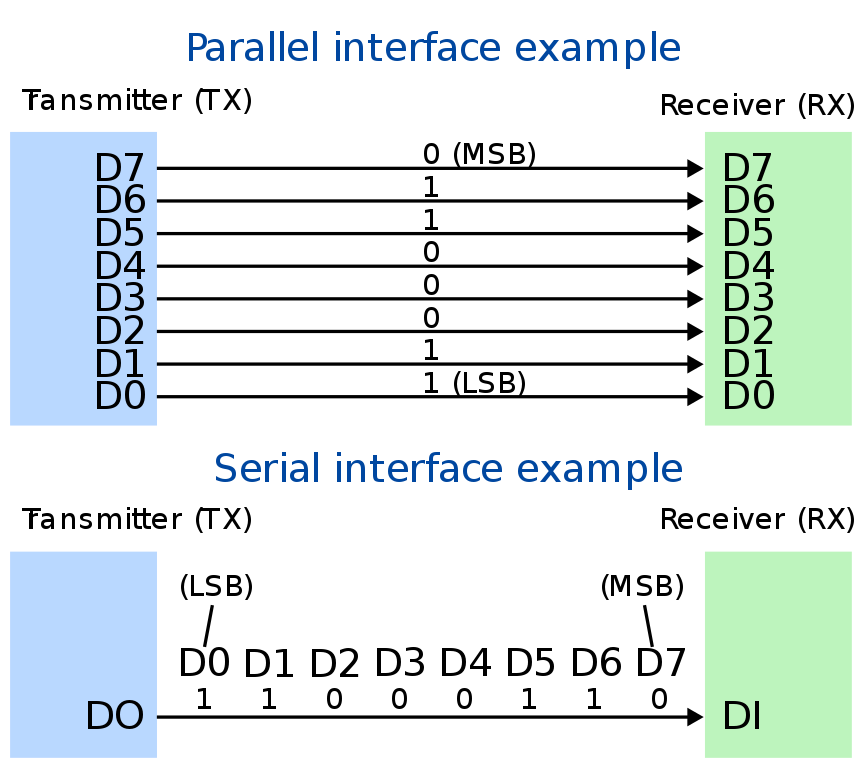 Parallel interface example
Transmitter (TX)
Receiver (RX)
D7 0 (MSB) D7
D6 1 D6
D5 1 D5
D4 0 D4
D3 0 D3
D2 0 D2
D1 1 D1
D0 1 (LSB) D0
Serial interface example
Transmitter (TX)
Receiver (RX)
(LSB) (MSB)
D0 D1 D2 D3 D4 D5 D6 D7
1 1 0 0 0 1 1 0
DO DI